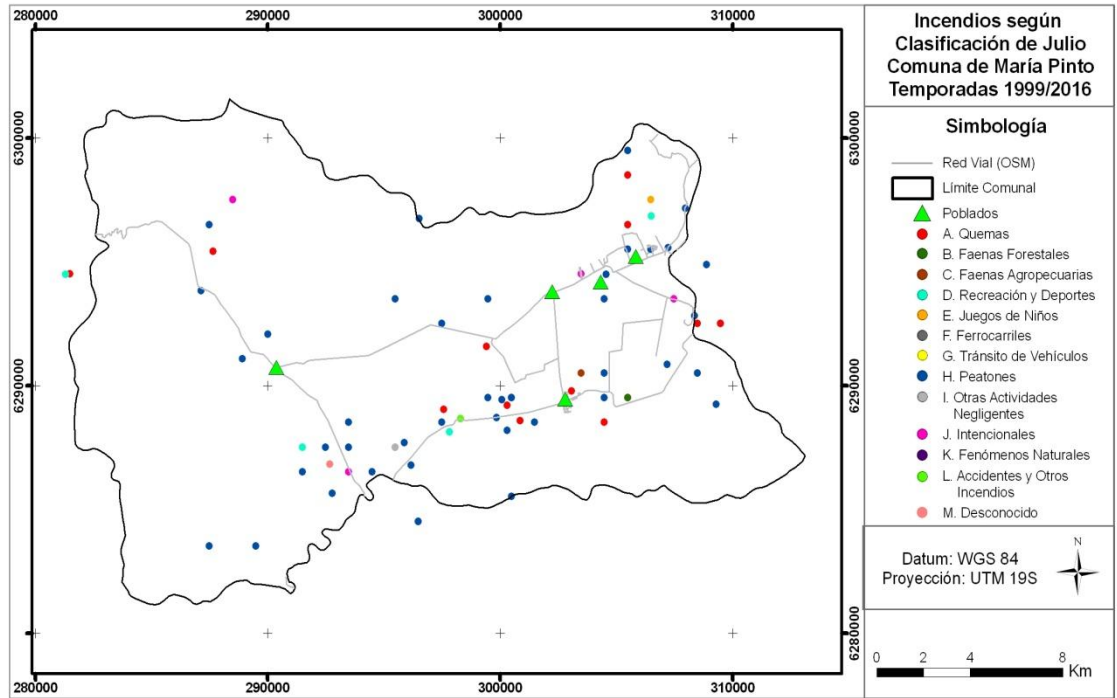 280000
290000
300000
310000
6300000
6300000
6290000
6290000
6280000
6280000
280000
290000
300000
310000
Incendios según
Clasificación de Julio
Comuna de María Pinto
Temporadas 1999/2016
Simbología
Red Vial (OSM)
Límite Comunal
Poblados
A. Quemas
B. Faenas Forestales
C. Faenas Agropecuarias
D. Recreación y Deportes
E. Juegos de Niños
F. Ferrocarriles
G. Tránsito de Vehículos
H. Peatones
I. Otras Actividades
Negligentes
J. Intencionales
K. Fenómenos Naturales
L. Accidentes y Otros
Incendios
M. Desconocido
Datum: WGS 84
Proyección: UTM 19S
N
0 2 4 8
Km